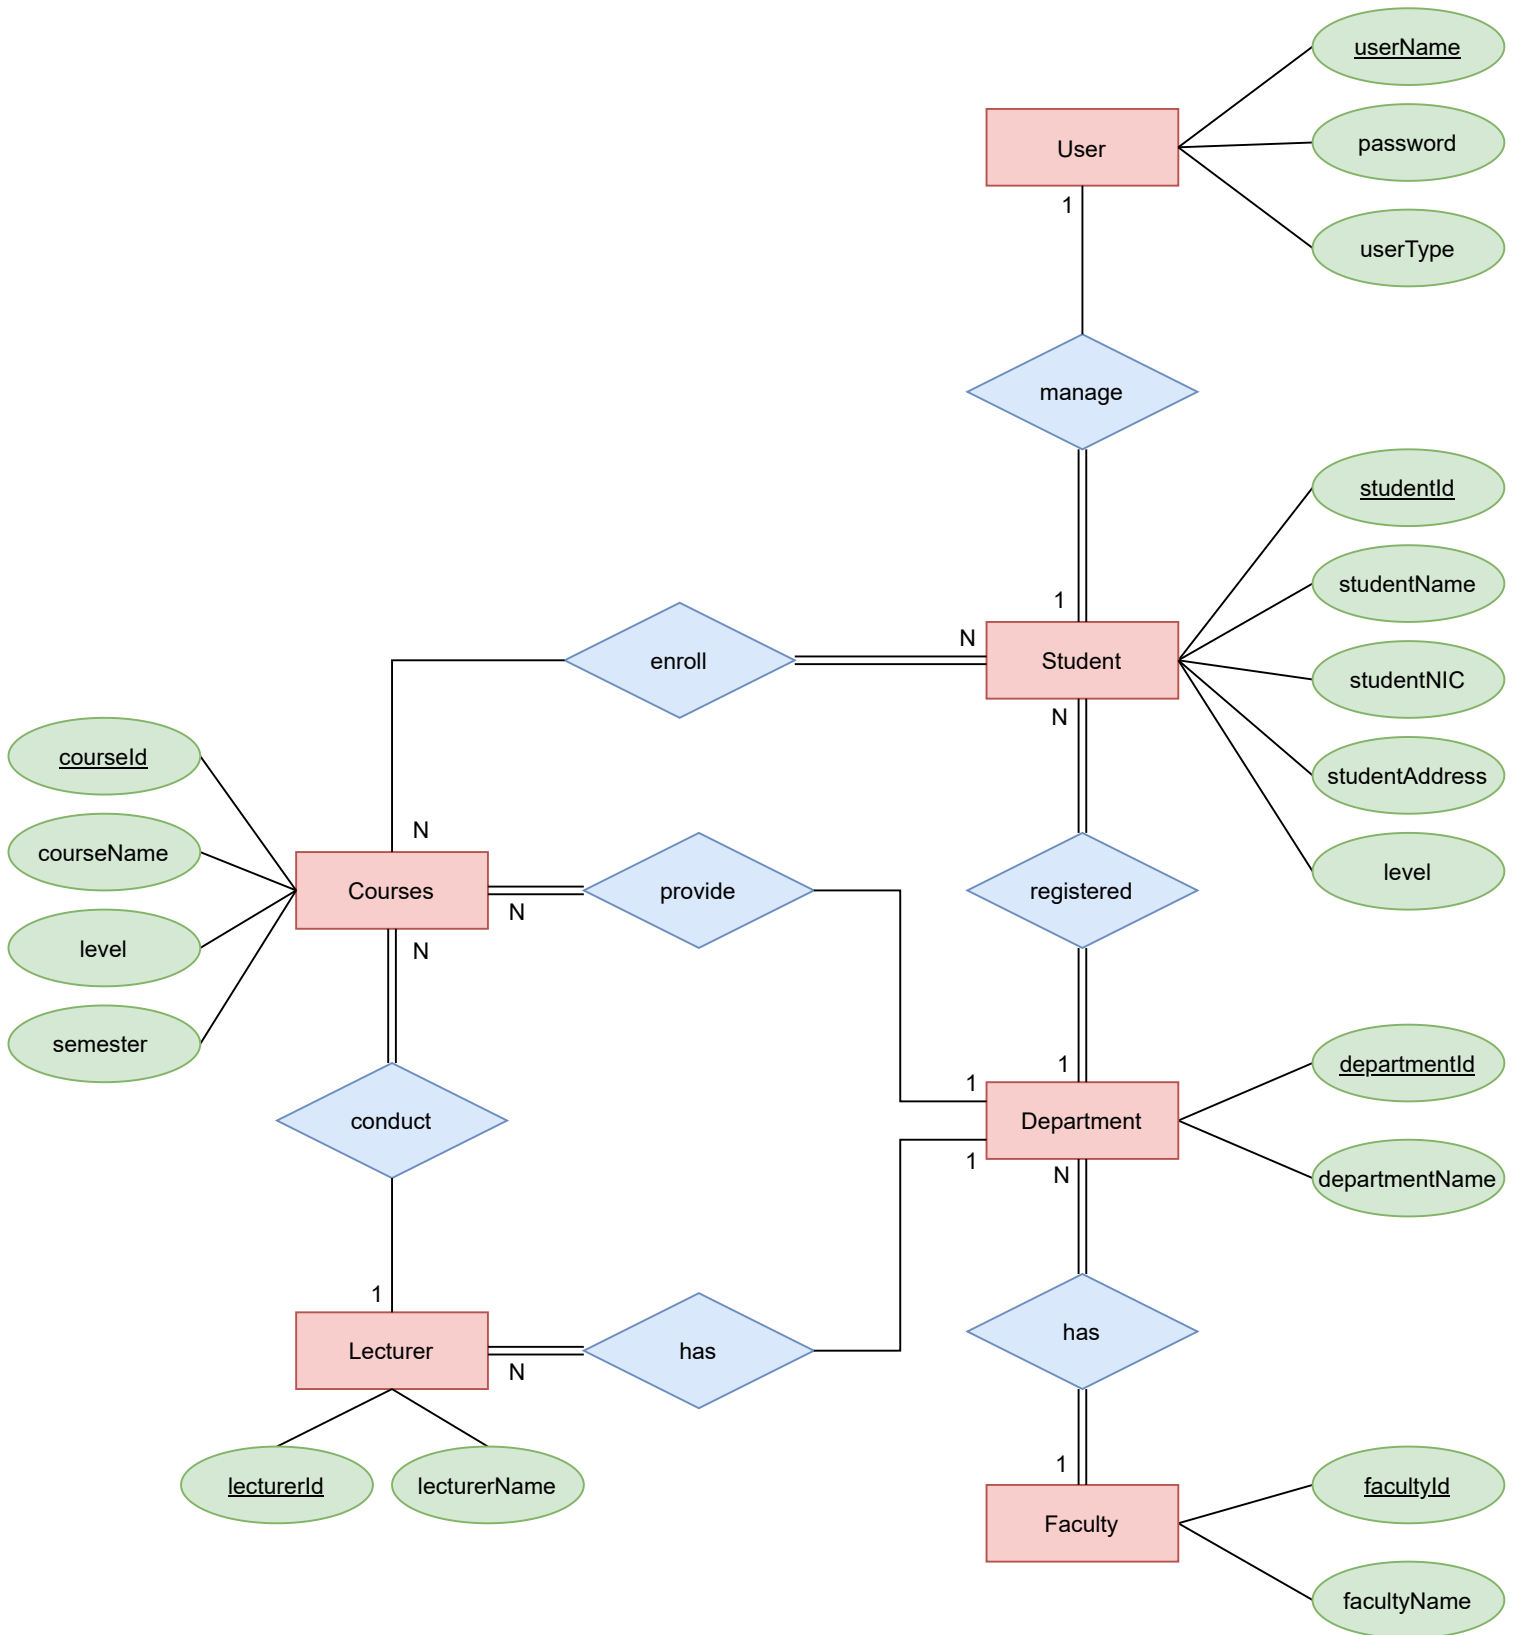 userName
User
password
1
userType
manage
studentId
1
studentName
N
enroll
Student
studentNIC
N
courseId
studentAddress
N
courseName
level
Courses
provide
registered
N
level
N
semester
1
1
departmentId
conduct
Department
1
N
departmentName
1
has
Lecturer
has
N
1
lecturerId
lecturerName
facultyId
Faculty
facultyName